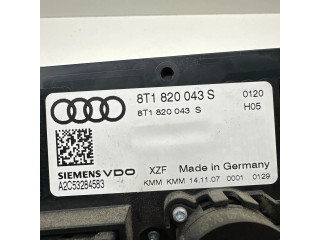 8T1 820 043 S 0120
8T1 820 043 S H05
SIEMENS VDO XZF Made in Germany
A2C53284583 KMM KMM 14.11.07 0001 0129